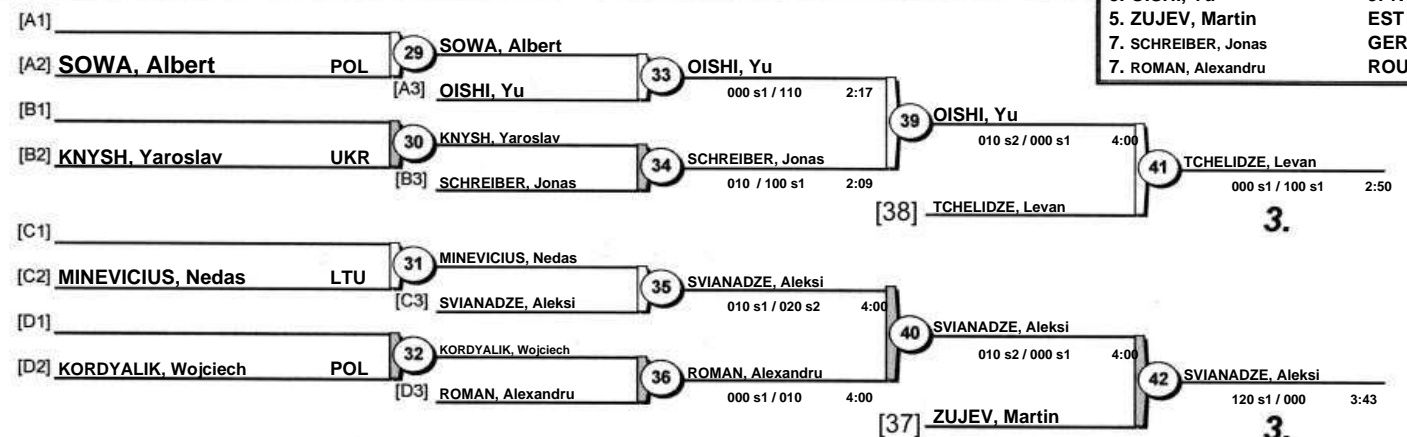 5. ZUJEV, Martin EST
7. SCHREIBER, Jonas GER
7. ROMAN, Alexandru ROU
[A1]
[A2] SOWA, Albert POL
29
SOWA, Albert
[A3] OISHI, Yu
33
OISHI, Yu
000 s1 / 110 2:17
[B1]
[B2] KNYSH, Yaroslav UKR
30
KNYSH, Yaroslav
[B3] SCHREIBER, Jonas
34
SCHREIBER, Jonas
010 / 100 s1 2:09
39
OISHI, Yu
010 s2 / 000 s1 4:00
[38] TCHELIDZE, Levan
41
TCHELIDZE, Levan
000 s1 / 100 s1 2:50
3.
[C1]
[C2] MINEVICIUS, Nedas LTU
31
MINEVICIUS, Nedas
[C3] SVIANADZE, Aleksi
35
SVIANADZE, Aleksi
010 s1 / 020 s2 4:00
[D1]
[D2] KORDYALIK, Wojciech POL
32
KORDYALIK, Wojciech
[D3] ROMAN, Alexandru
36
ROMAN, Alexandru
000 s1 / 010 4:00
40
SVIANADZE, Aleksi
010 s2 / 000 s1 4:00
[37] ZUJEV, Martin
42
SVIANADZE, Aleksi
120 s1 / 000 3:43
3.